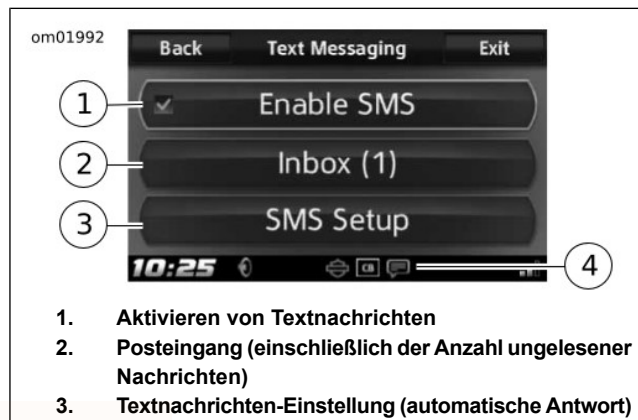 om01992
Back Text Messaging Exit
1 Enable SMS
2 Inbox (1)
3 SMS Setup
10:25 CB 4
1. Aktivieren von Textnachrichten
2. Posteingang (einschließlich der Anzahl ungelesener
Nachrichten)
3. Textnachrichten-Einstellung (automatische Antwort)